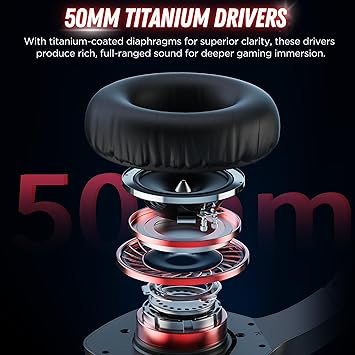 50MM TITANIUM DRIVERS
With titanium-coated diaphragms for superior clarity, these drivers
produce rich, full-ranged sound for deeper gaming immersion.
50mm